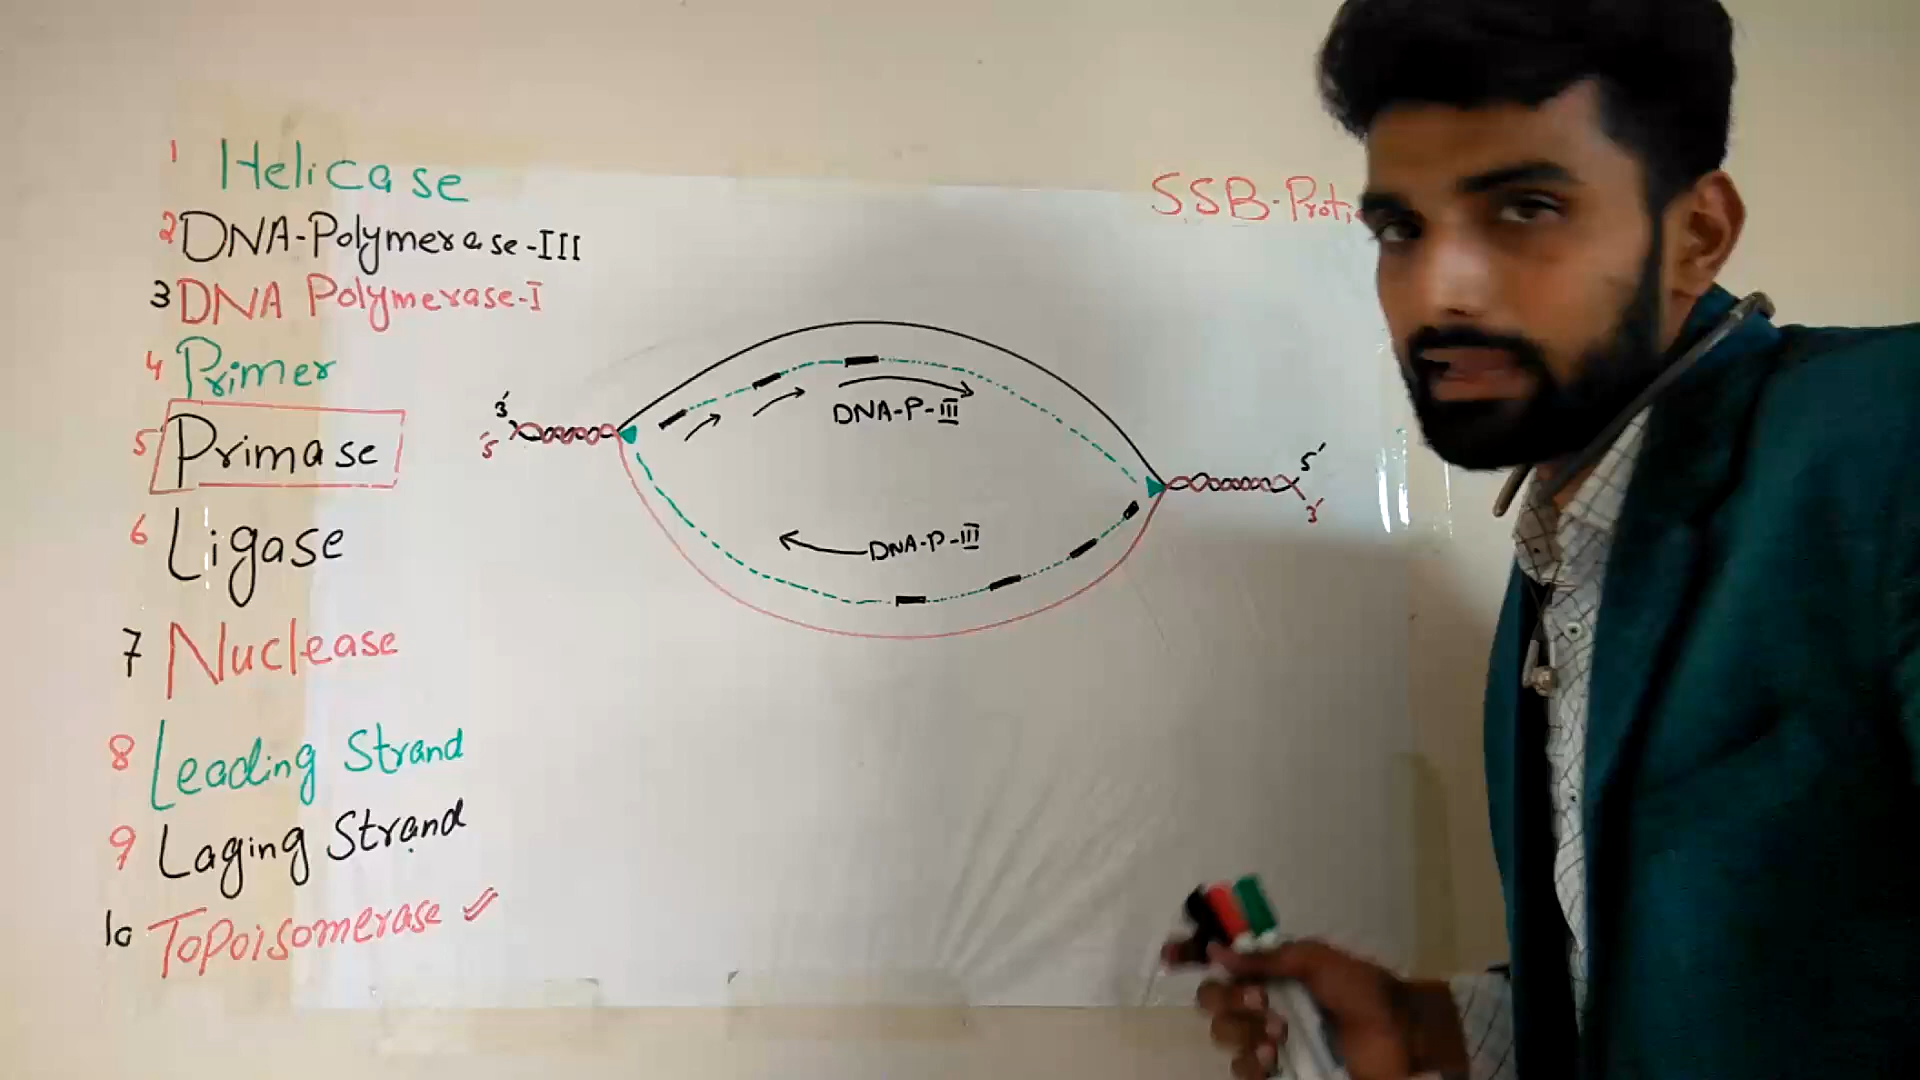 1 Helicase
2 DNA-Polymerase-III
3 DNA Polymerase-I
4 Primer
5 Primase
6 Ligase
7 Nuclease
8 Leading Strand
9 Laging Strand
10 Topoisomerase
SSB-Proti
3'
5'
DNA-P-III
DNA-P-III
5'
3'